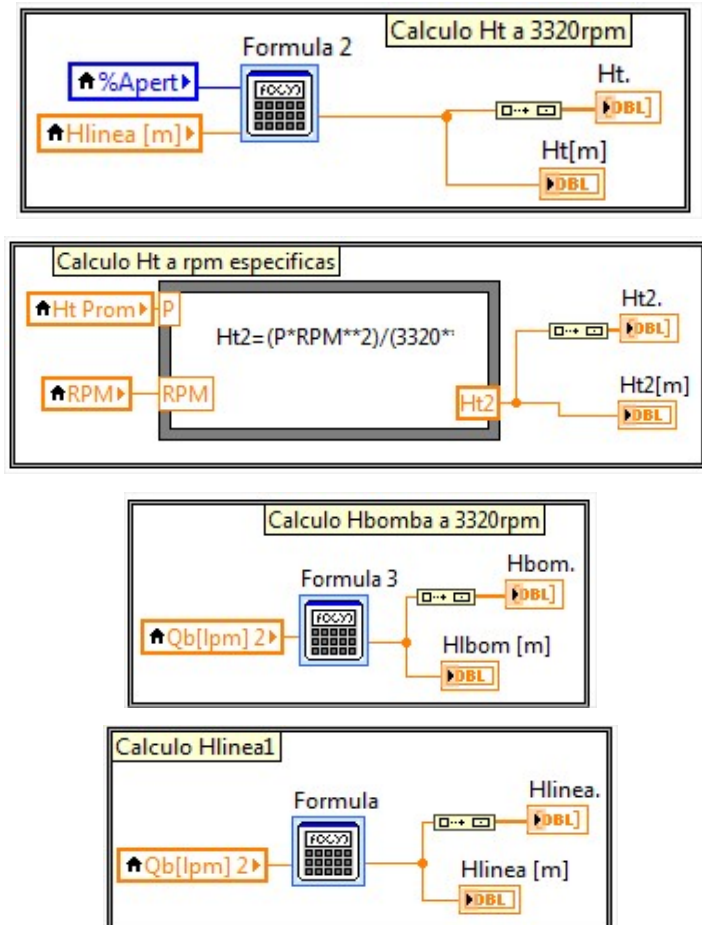 Calculo Ht a 3320rpm
Formula 2
%Apert
Hlinea [m]
f(x,y)
Ht.
DBL]
Ht[m]
DBL
Calculo Ht a rpm especificas
Ht Prom
P
Ht2=(P*RPM**2)/(3320*
RPM
RPM
Ht2
Ht2.
DBL]
Ht2[m]
DBL
Calculo Hbomba a 3320rpm
Formula 3
Qb[lpm] 2
f(x,y)
Hbom.
DBL]
Hlbom [m]
DBL
Calculo Hlinea1
Formula
Qb[lpm] 2
f(x,y)
Hlinea.
DBL]
Hlinea [m]
DBL